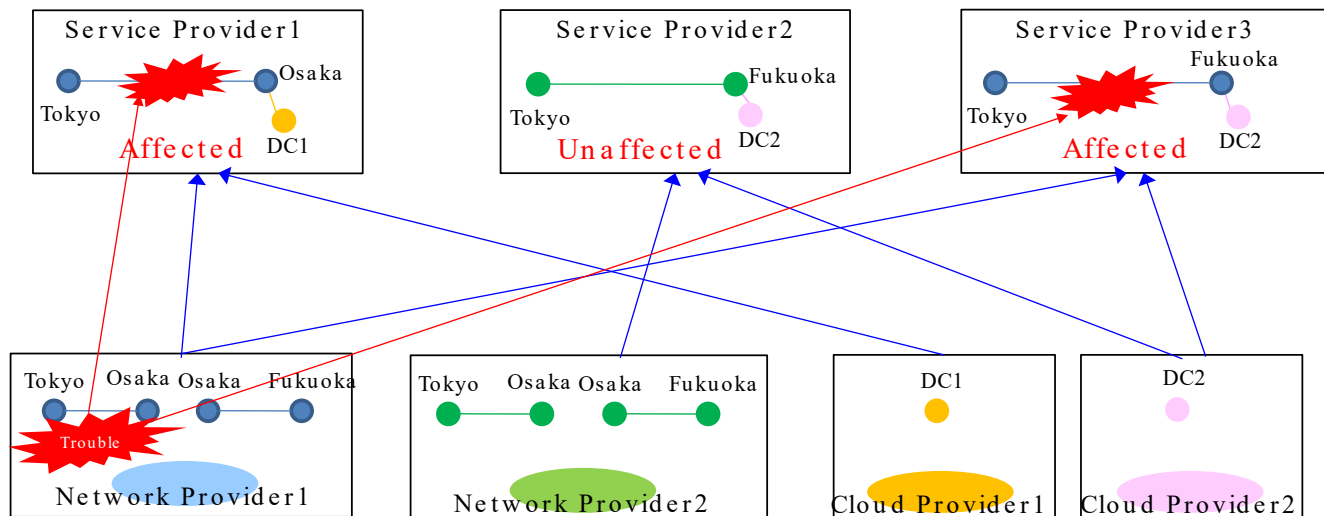 Service Provider1
Osaka
Tokyo
DC1
Affected
Service Provider2
Fukuoka
Tokyo
DC2
Unaffected
Service Provider3
Fukuoka
Tokyo
DC2
Affected
Tokyo Osaka Osaka Fukuoka
Trouble
Network Provider1
Tokyo Osaka Osaka Fukuoka
Network Provider2
DC1
Cloud Provider1
DC2
Cloud Provider2